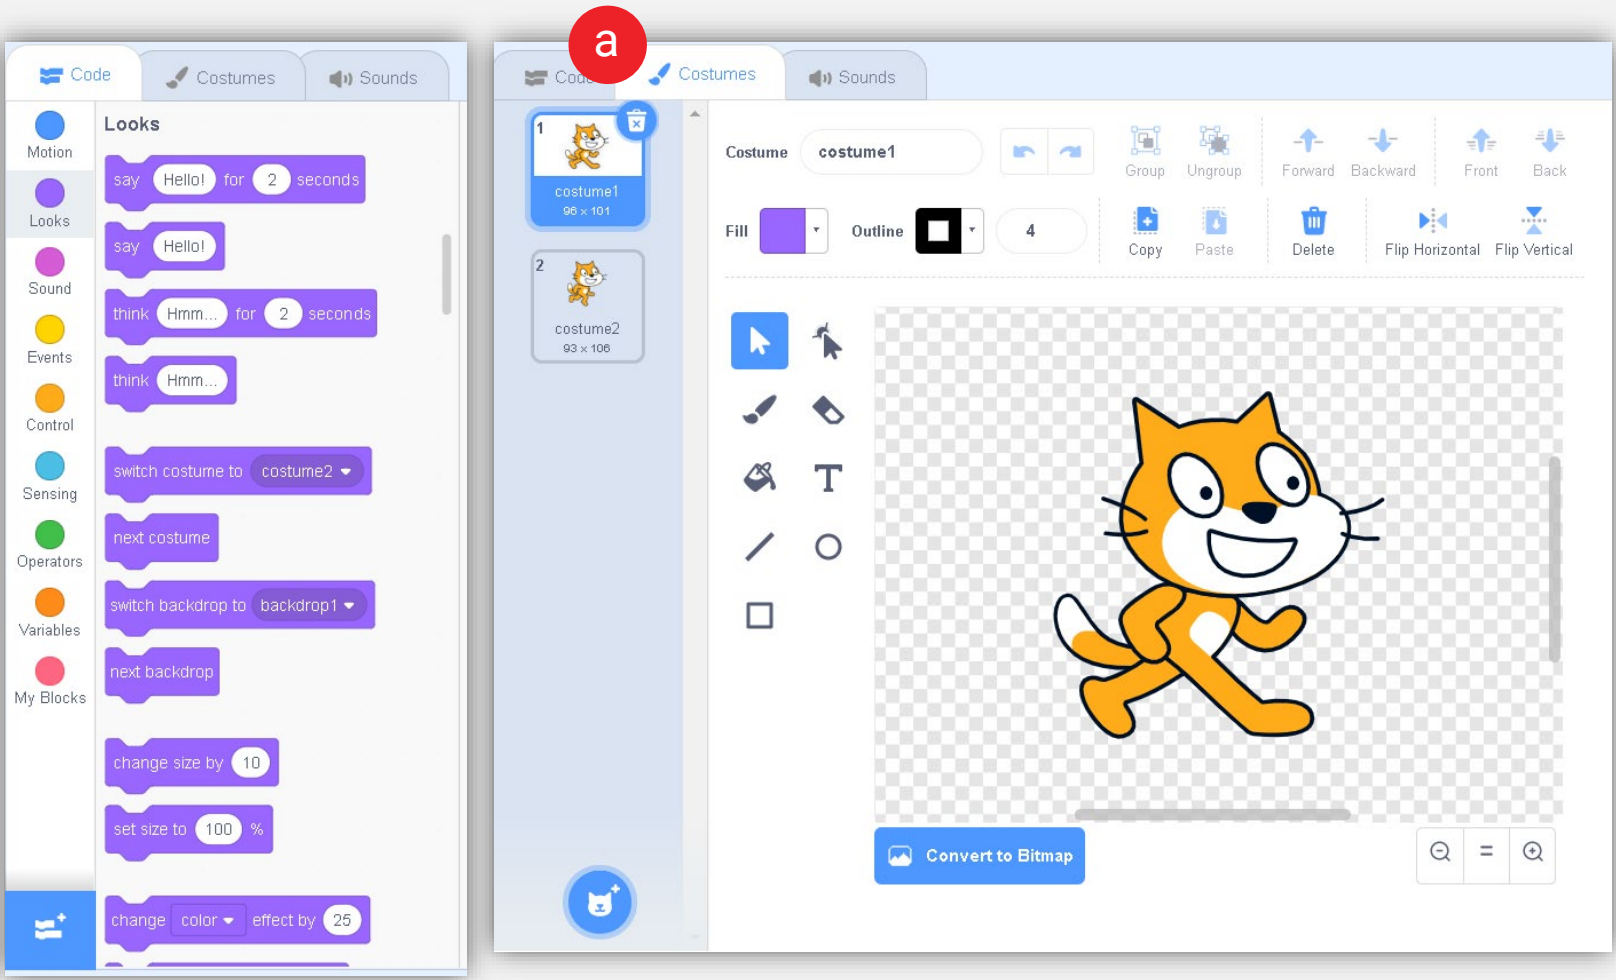 Code Costumes Sounds
Motion
Looks
Sound
Events
Control
Sensing
Operators
Variables
My Blocks
Looks
say Hello! for 2 seconds
say Hello!
think Hmm... for 2 seconds
think Hmm...
switch costume to costume2
next costume
switch backdrop to backdrop1
next backdrop
change size by 10
set size to 100 %
change color effect by 25
a
Code Costumes Sounds
1
costume1
96 × 101
2
costume2
93 × 106
Costume costume1
Group Ungroup Forward Backward Front Back
Fill Outline 4
Copy Paste Delete Flip Horizontal Flip Vertical
T
Convert to Bitmap
=